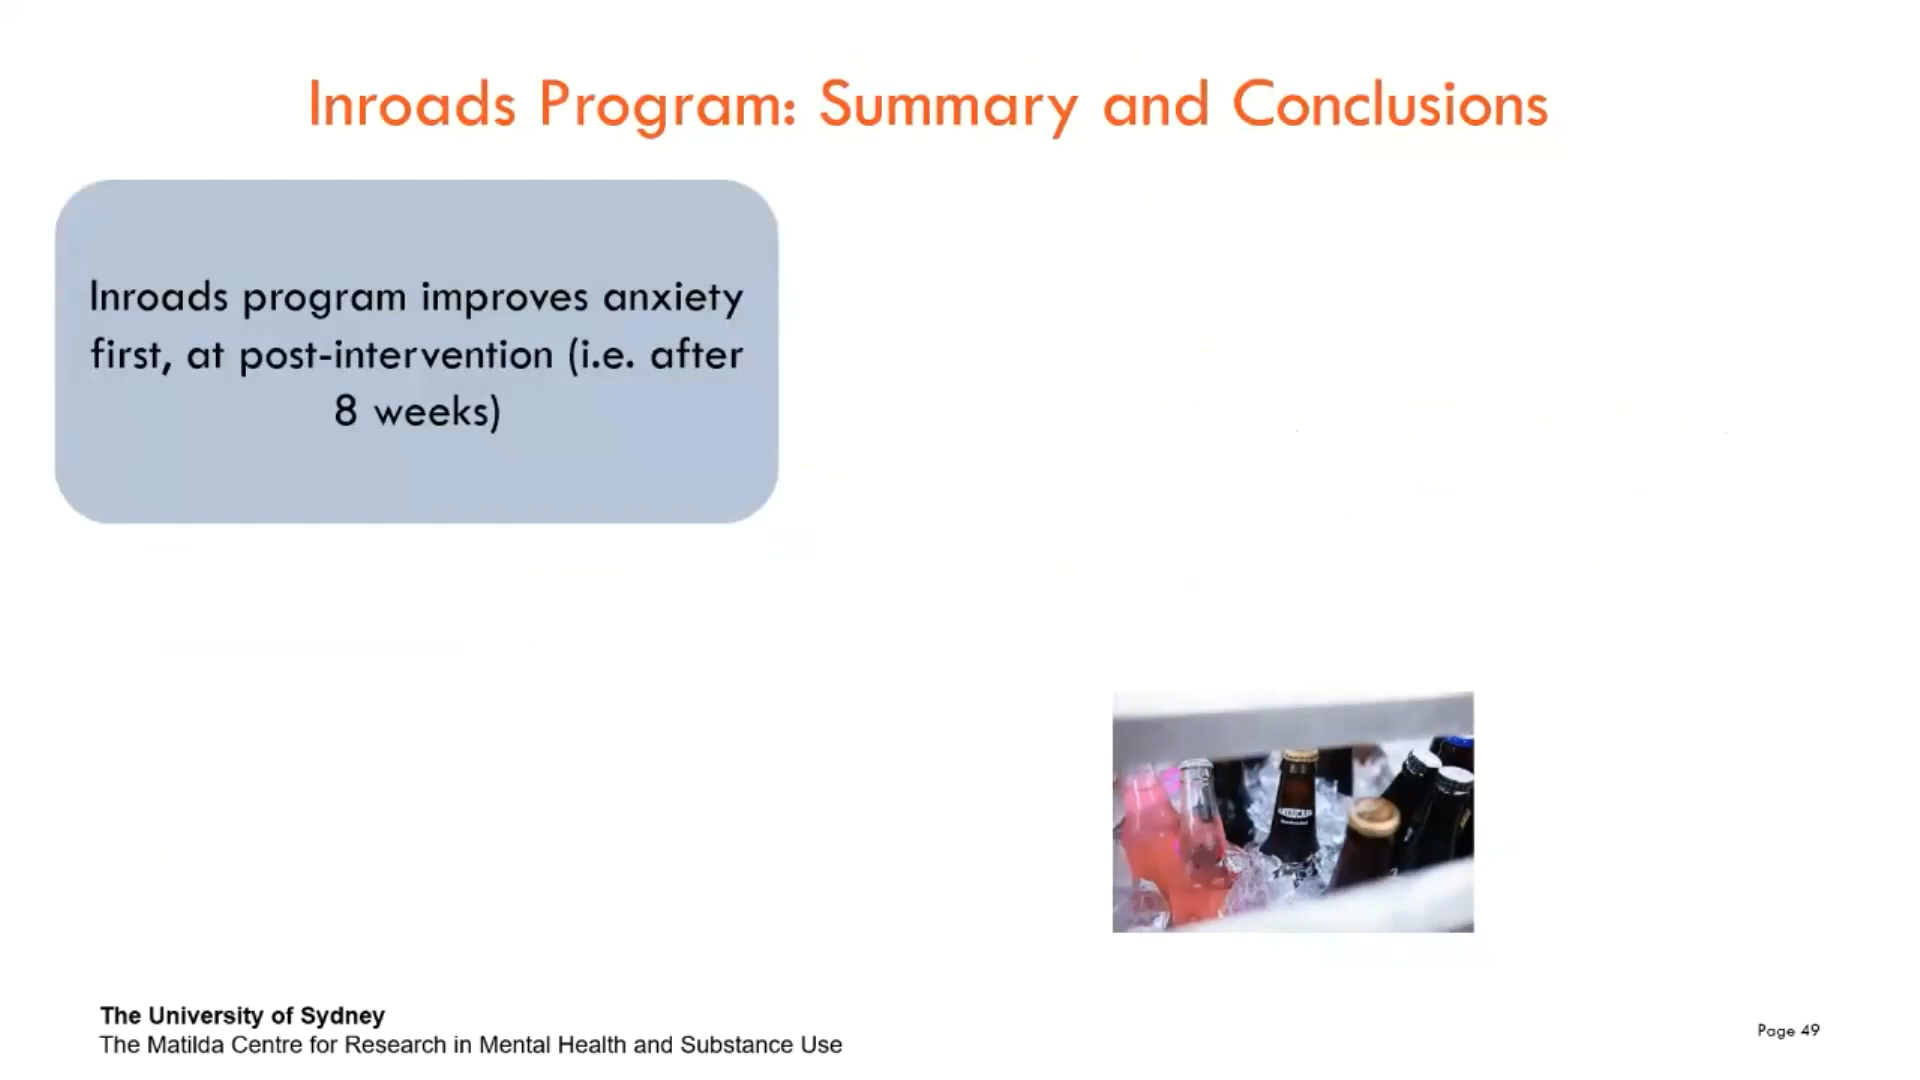 Inroads Program: Summary and Conclusions
Inroads program improves anxiety
first, at post-intervention (i.e. after
8 weeks)
The University of Sydney
The Matilda Centre for Research in Mental Health and Substance Use
Page 49